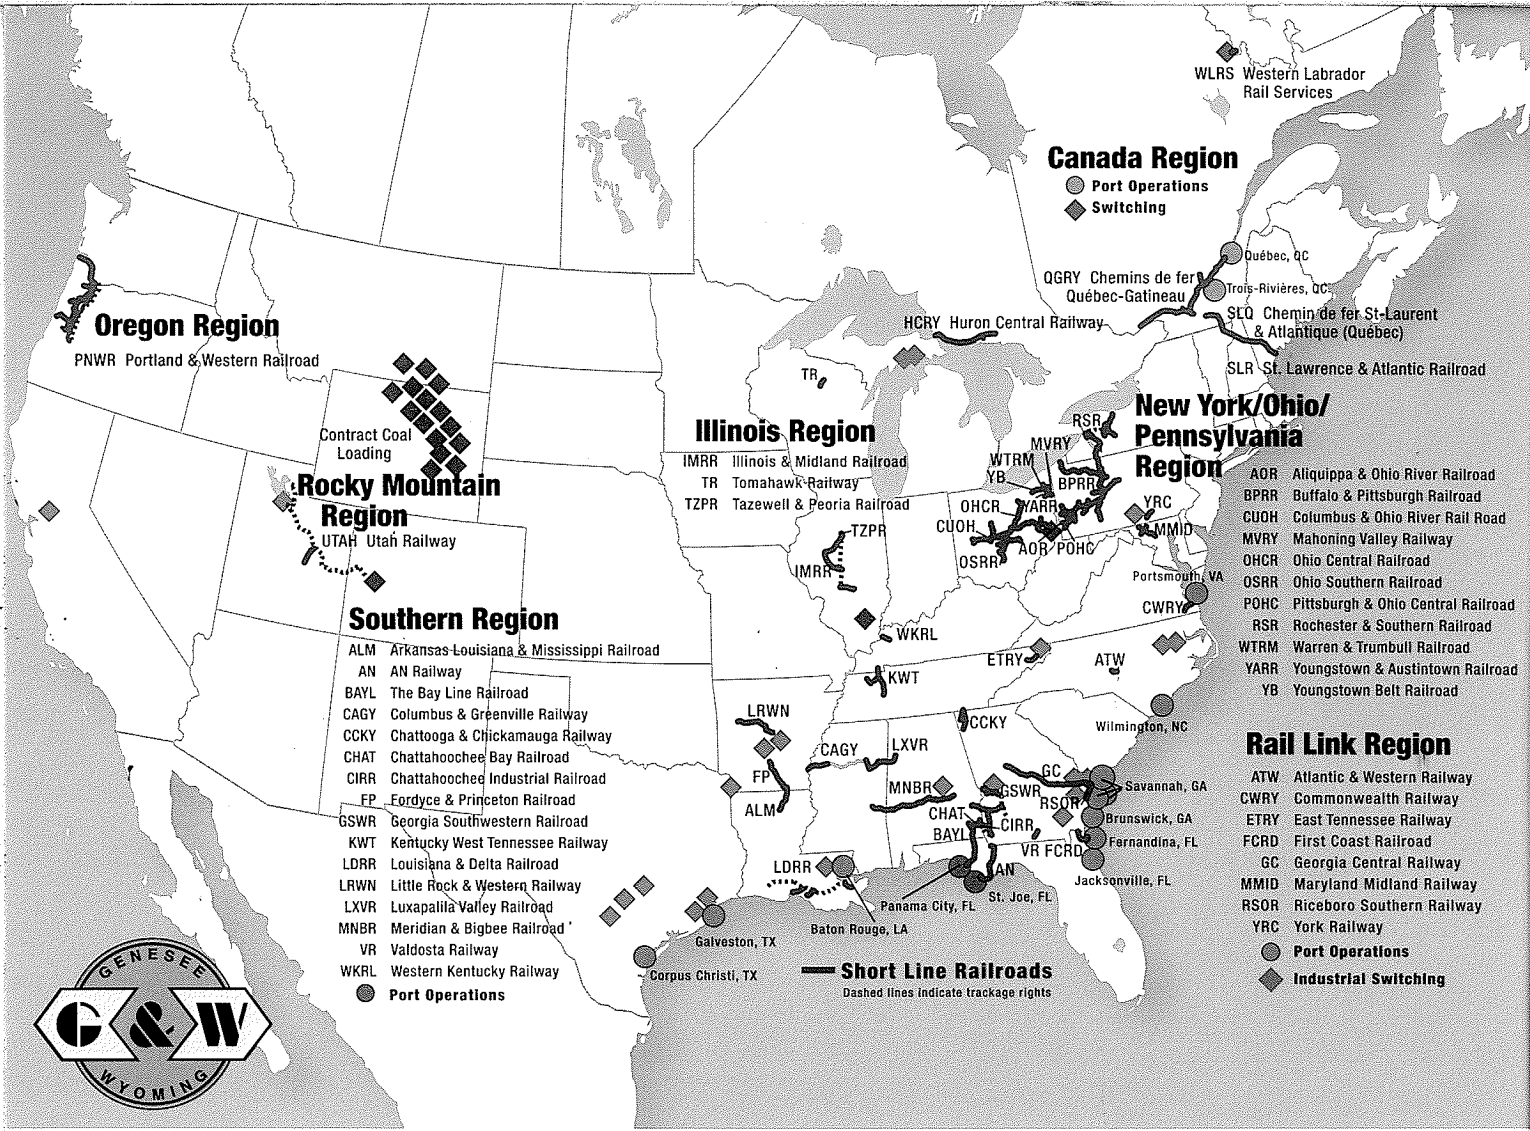 WLRS Western Labrador
Rail Services
Canada Region
Port Operations
Switching
Québec, QC
QGRY Chemins de fer
Québec-Gatineau
Trois-Rivières, QC
SLQ Chemin de fer St-Laurent
& Atlantique (Québec)
HCRY Huron Central Railway
SLR St. Lawrence & Atlantic Railroad
Oregon Region
PNWR Portland & Western Railroad
Contract Coal
Loading
Rocky Mountain
Region
UTAH Utah Railway
TR
Illinois Region
IMRR Illinois & Midland Railroad
TR Tomahawk Railway
TZPR Tazewell & Peoria Railroad
TZPR
IMRR
New York/Ohio/
Pennsylvania
Region
AOR Aliquippa & Ohio River Railroad
BPRR Buffalo & Pittsburgh Railroad
CUOH Columbus & Ohio River Rail Road
MVRY Mahoning Valley Railway
OHCR Ohio Central Railroad
OSRR Ohio Southern Railroad
POHC Pittsburgh & Ohio Central Railroad
RSR Rochester & Southern Railroad
WTRM Warren & Trumbull Railroad
YARR Youngstown & Austintown Railroad
YB Youngstown Belt Railroad
RSR
MVRY
WTRM
YB
BPRR
OHCR
YARR
CUOH
AOR
POHC
OSRR
YRC
MMID
Portsmouth, VA
CWRY
WKRL
ETRY
ATW
KWT
Wilmington, NC
Southern Region
ALM Arkansas Louisiana & Mississippi Railroad
AN AN Railway
BAYL The Bay Line Railroad
CAGY Columbus & Greenville Railway
CCKY Chattooga & Chickamauga Railway
CHAT Chattahoochee Bay Railroad
CIRR Chattahoochee Industrial Railroad
FP Fordyce & Princeton Railroad
GSWR Georgia Southwestern Railroad
KWT Kentucky West Tennessee Railway
LDRR Louisiana & Delta Railroad
LRWN Little Rock & Western Railway
LXVR Luxapalila Valley Railroad
MNBR Meridian & Bigbee Railroad
VR Valdosta Railway
WKRL Western Kentucky Railway
Port Operations
LRWN
CCKY
CAGY
LXVR
FP
ALM
MNBR
GC
GSWR
RSOR
Savannah, GA
CHAT
CIRR
BAYL
Brunswick, GA
VR
FCRD
Fernandina, FL
Jacksonville, FL
LDRR
AN
Panama City, FL
St. Joe, FL
Baton Rouge, LA
Galveston, TX
Corpus Christi, TX
Rail Link Region
ATW Atlantic & Western Railway
CWRY Commonwealth Railway
ETRY East Tennessee Railway
FCRD First Coast Railroad
GC Georgia Central Railway
MMID Maryland Midland Railway
RSOR Riceboro Southern Railway
YRC York Railway
Port Operations
Industrial Switching
Short Line Railroads
Dashed lines indicate trackage rights
GENESEE
G & W
WYOMING